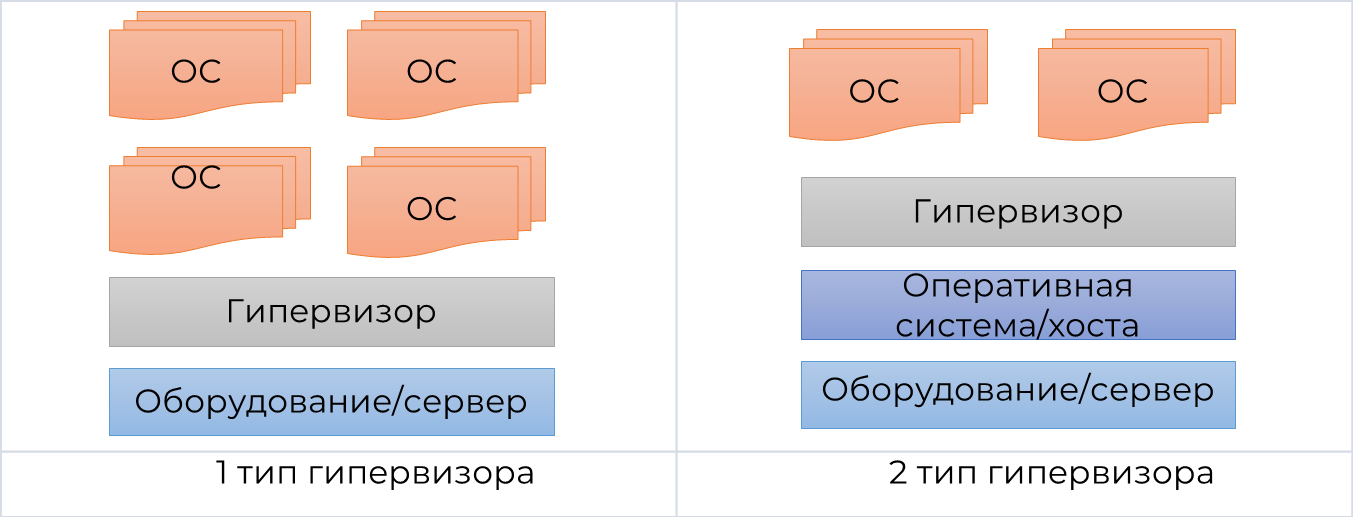 ОС
ОС
ОС
ОС
Гипервизор
Оборудование/сервер
1 тип гипервизора
ОС
ОС
Гипервизор
Оперативная
система/хоста
Оборудование/сервер
2 тип гипервизора